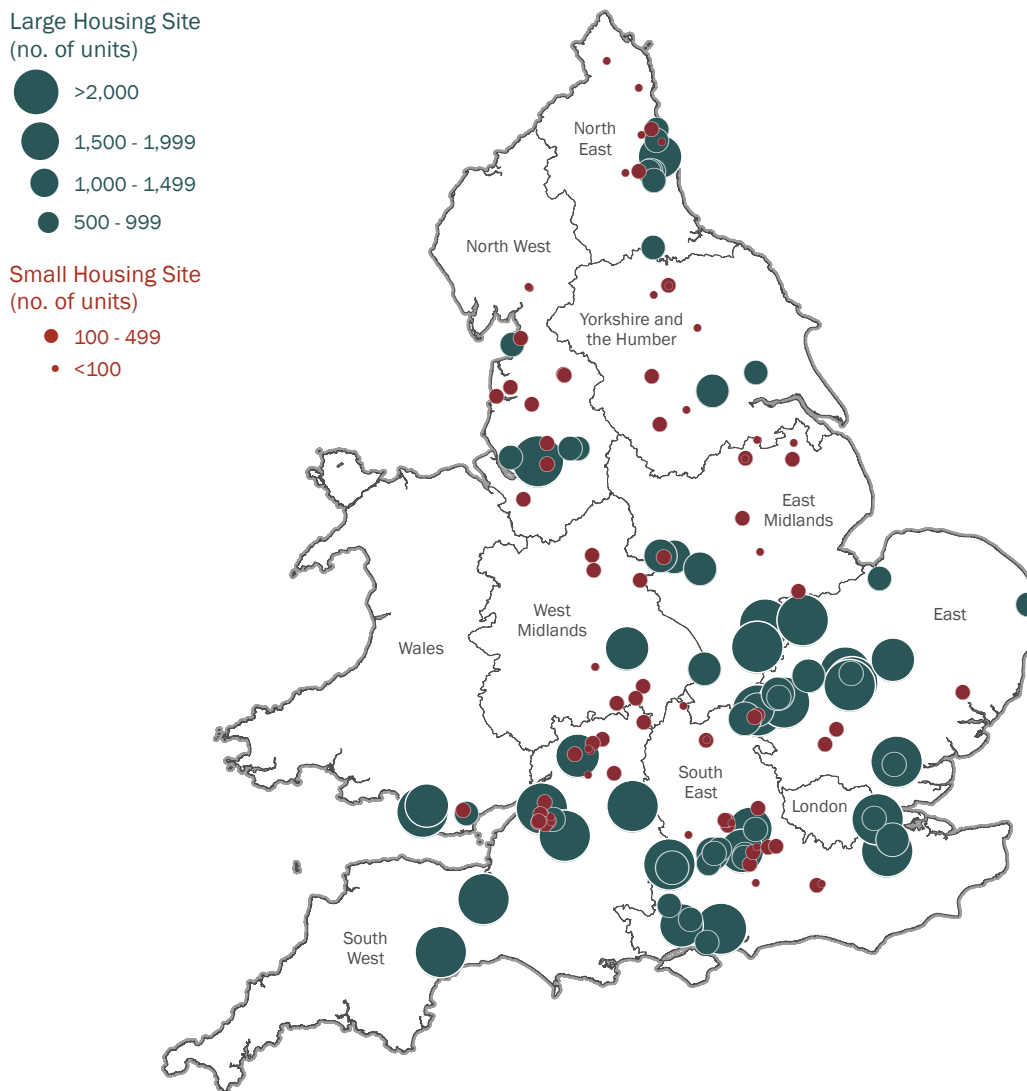 Large Housing Site
(no. of units)
>2,000
1,500 - 1,999
1,000 - 1,499
500 - 999
Small Housing Site
(no. of units)
100 - 499
<100
North
East
North West
Yorkshire and
the Humber
East
Midlands
West
Midlands
East
Wales
South
East
London
South
West